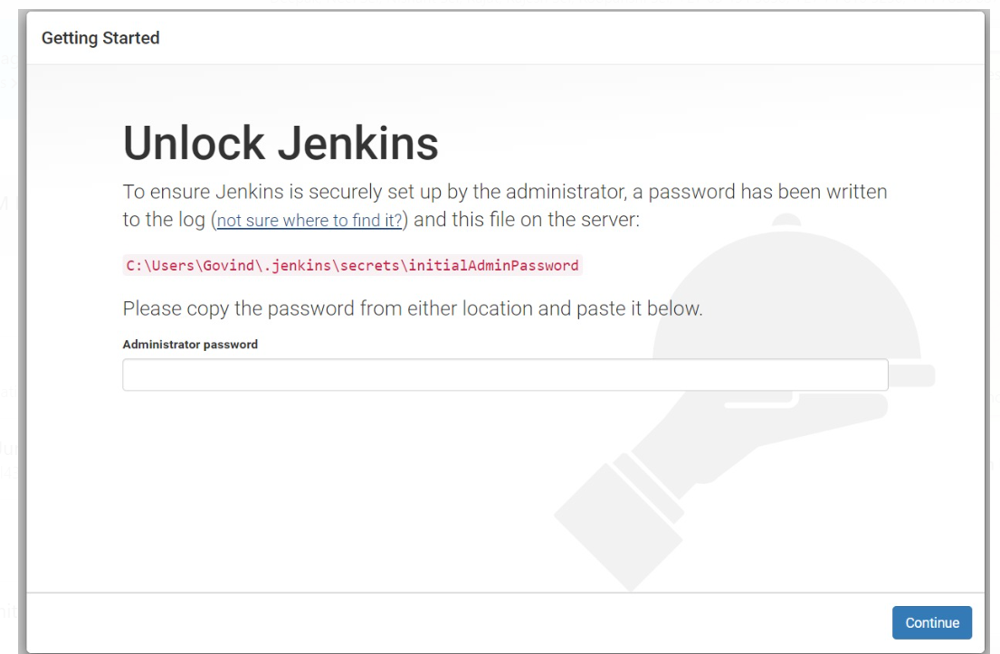 Getting Started
Unlock Jenkins
To ensure Jenkins is securely set up by the administrator, a password has been written
to the log (not sure where to find it?) and this file on the server:
C:\Users\Govind\.jenkins\secrets\initialAdminPassword
Please copy the password from either location and paste it below.
Administrator password
Continue